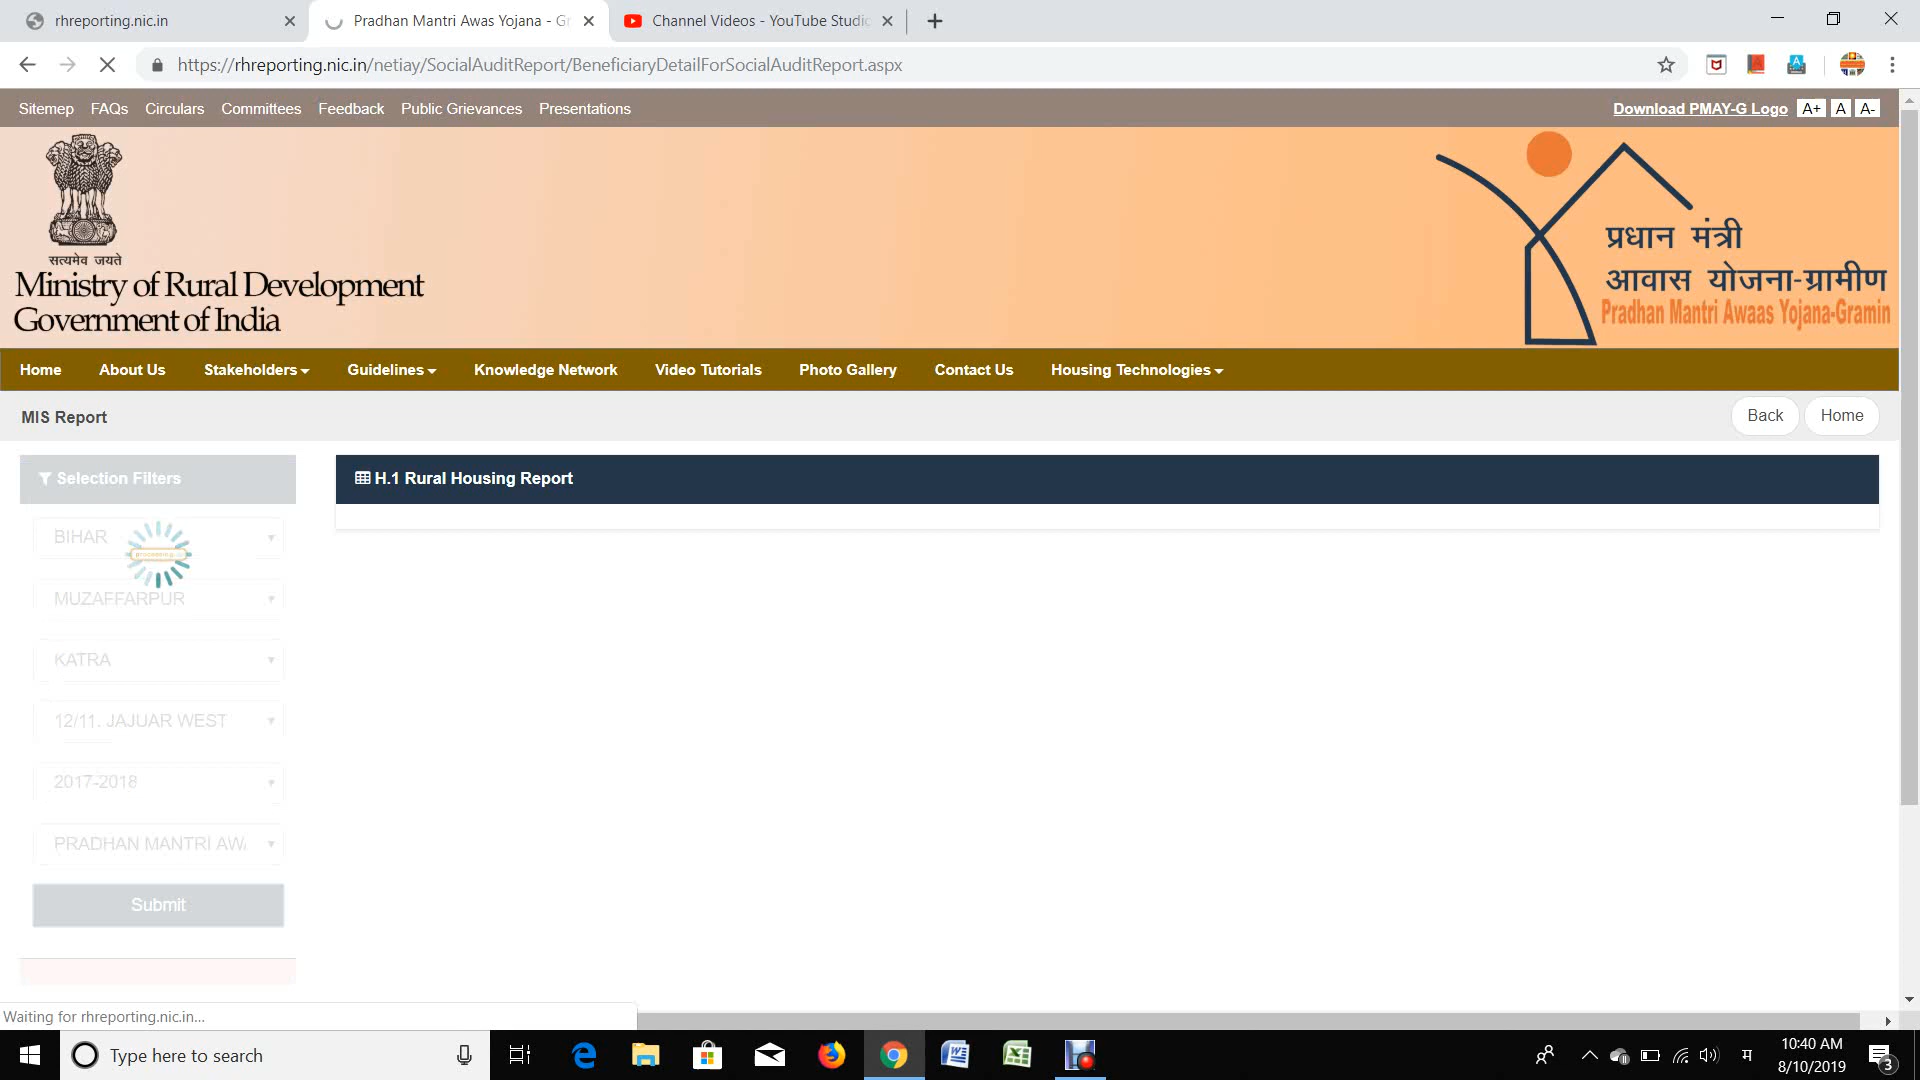 rhreporting.nic.in
Pradhan Mantri Awas Yojana - Gr
Channel Videos - YouTube Studio
https://rhreporting.nic.in/netiay/SocialAuditReport/BeneficiaryDetailForSocialAuditReport.aspx
Sitemep FAQs Circulars Committees Feedback Public Grievances Presentations
Download PMAY-G Logo A+ A A-
सत्यमेव जयते
Ministry of Rural Development
Government of India
प्रधान मंत्री
आवास योजना-ग्रामीण
Pradhan Mantri Awaas Yojana-Gramin
Home About Us Stakeholders Guidelines Knowledge Network Video Tutorials Photo Gallery Contact Us Housing Technologies
MIS Report
Back Home
Selection Filters
H.1 Rural Housing Report
BIHAR
processing
MUZAFFARPUR
KATRA
12/11. JAJUAR WEST
2017-2018
PRADHAN MANTRI AWA
Submit
Waiting for rhreporting.nic.in...
Type here to search
म
10:40 AM
8/10/2019
3